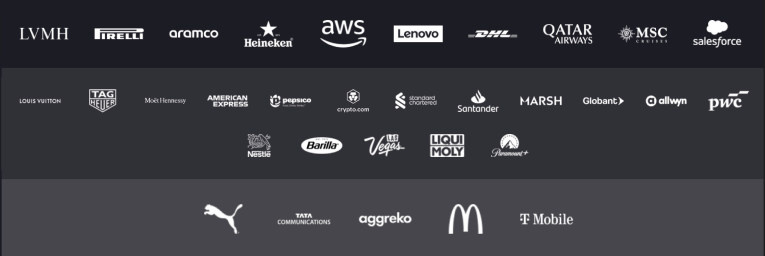 LVMH PIRELLI aramco Heineken aws Lenovo DHL QATAR AIRWAYS MSC CRUISES salesforce
LOUIS VUITTON TAG HEUER Moët Hennessy AMERICAN EXPRESS pepsico crypto.com standard chartered Santander MARSH Globant allwyn pwc
Nestlé Barilla LAS Vegas LIQUI MOLY Paramount+
TATA COMMUNICATIONS aggreko T Mobile